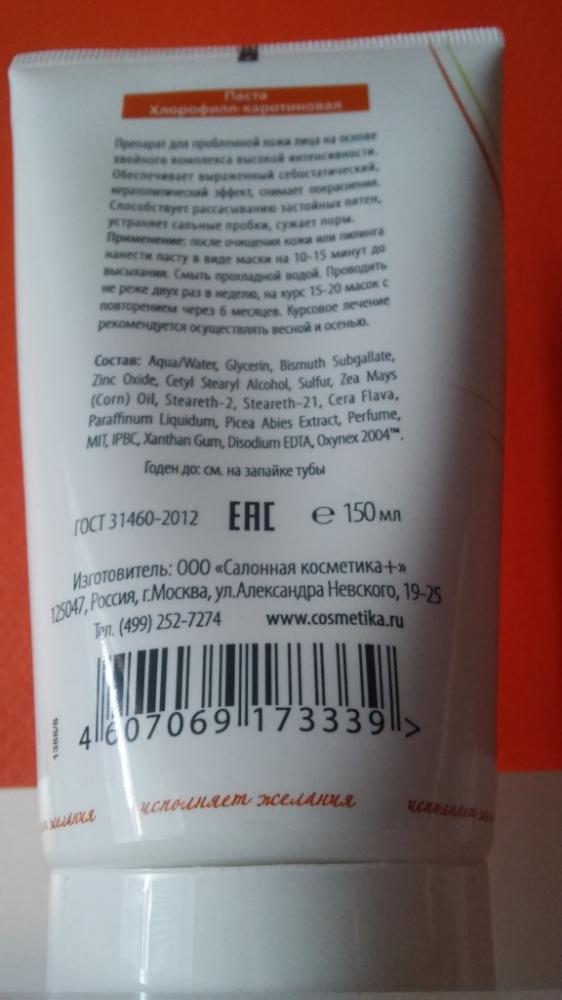 Паста
Хлорофилл-каротиновая
Препарат для проблемной кожи лица на основе
хвойного комплекса высокой интенсивности.
Обеспечивает выраженный себостатический,
кератолитический эффект, снимает покраснения.
Способствует рассасыванию застойных пятен,
устраняет сальные пробки, сужает поры.
Применение: после очищения кожи или пилинга
нанести пасту в виде маски на 10-15 минут до
высыхания. Смыть прохладной водой. Проводить
не реже двух раз в неделю, на курс 15-20 масок с
повторением через 6 месяцев. Курсовое лечение
рекомендуется осуществлять весной и осенью.
Состав: Aqua/Water, Glycerin, Bismuth Subgallate,
Zinc Oxide, Cetyl Stearyl Alcohol, Sulfur, Zea Mays
(Corn) Oil, Steareth-2, Steareth-21, Cera Flava,
Paraffinum Liquidum, Picea Abies Extract, Perfume,
MIT, IPBC, Xanthan Gum, Disodium EDTA, Oxynex 2004™.
Годен до: см. на запайке тубы
ГОСТ 31460-2012 EAC ℮ 150 мл
Изготовитель: ООО «Салонная косметика+»
125047, Россия, г.Москва, ул.Александра Невского, 19-25
Тел. (499) 252-7274 www.cosmetika.ru
4 607069 173339 >
желания исполняет желания исполняет